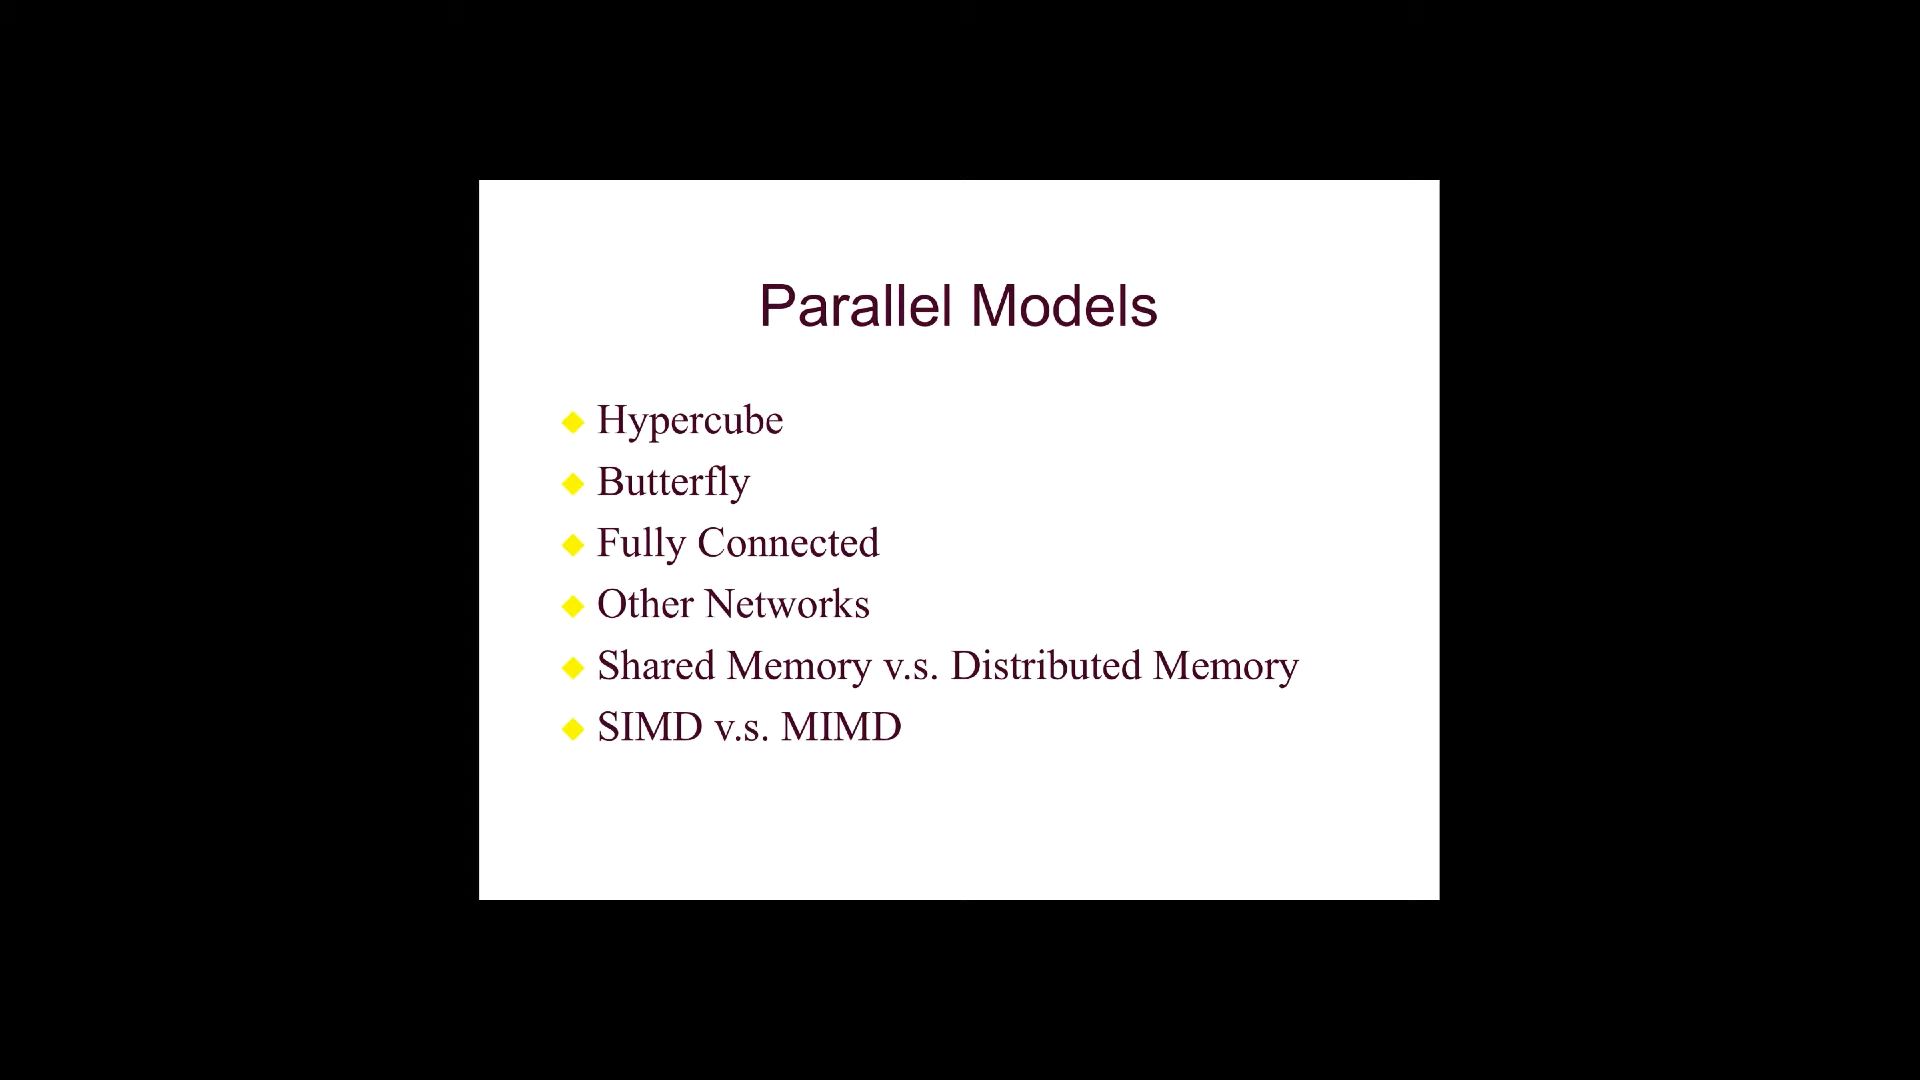 Parallel Models
Hypercube
Butterfly
Fully Connected
Other Networks
Shared Memory v.s. Distributed Memory
SIMD v.s. MIMD